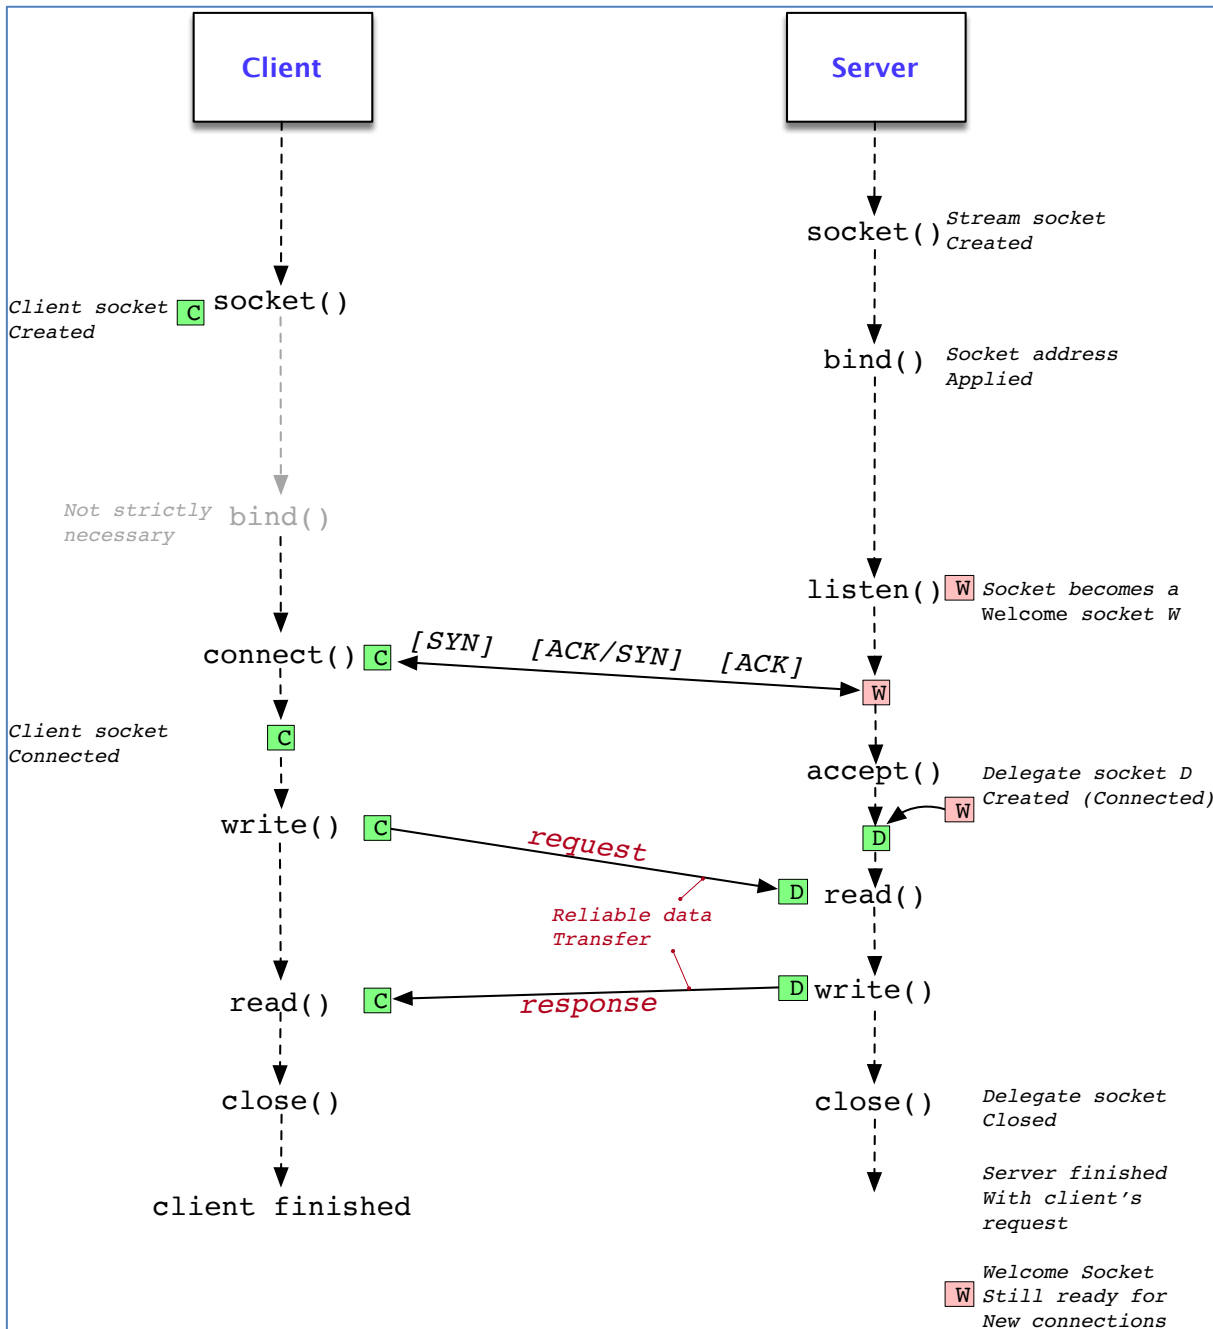 Client
Server
socket()
Stream socket
Created
Client socket
Created
C
socket()
bind()
Socket address
Applied
Not strictly
necessary
bind()
listen()
W
Socket becomes a
Welcome socket W
connect()
C
[SYN] [ACK/SYN] [ACK]
W
Client socket
Connected
C
accept()
Delegate socket D
Created (Connected)
W
D
write()
C
request
D
read()
Reliable data
Transfer
read()
C
response
D
write()
close()
close()
Delegate socket
Closed
client finished
Server finished
With client's
request
W
Welcome Socket
Still ready for
New connections